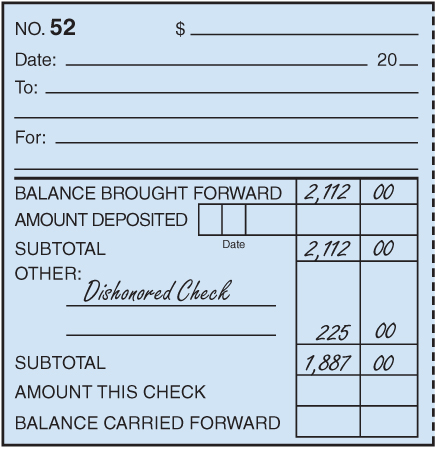 NO. 52 $
Date: 20
To:
For:
BALANCE BROUGHT FORWARD 2,112 00
AMOUNT DEPOSITED
Date
SUBTOTAL 2,112 00
OTHER:
Dishonored Check
225 00
SUBTOTAL 1,887 00
AMOUNT THIS CHECK
BALANCE CARRIED FORWARD